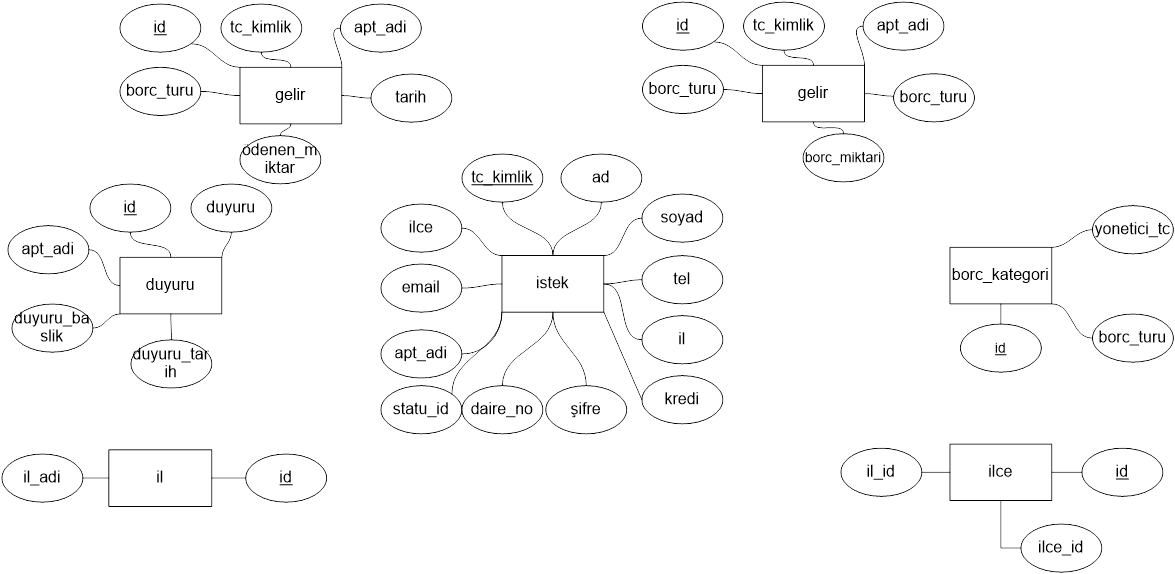 id
tc_kimlik
apt_adi
borc_turu
gelir
tarih
ödenen_m
iktar
id
tc_kimlik
apt_adi
borc_turu
gelir
borc_turu
borc_miktari
id
duyuru
apt_adi
duyuru
duyuru_ba
slik
duyuru_tar
ih
tc_kimlik
ad
ilce
soyad
email
istek
tel
apt_adi
il
statu_id
daire_no
şifre
kredi
yonetici_tc
borc_kategori
borc_turu
id
il_adi
il
id
il_id
ilce
id
ilce_id